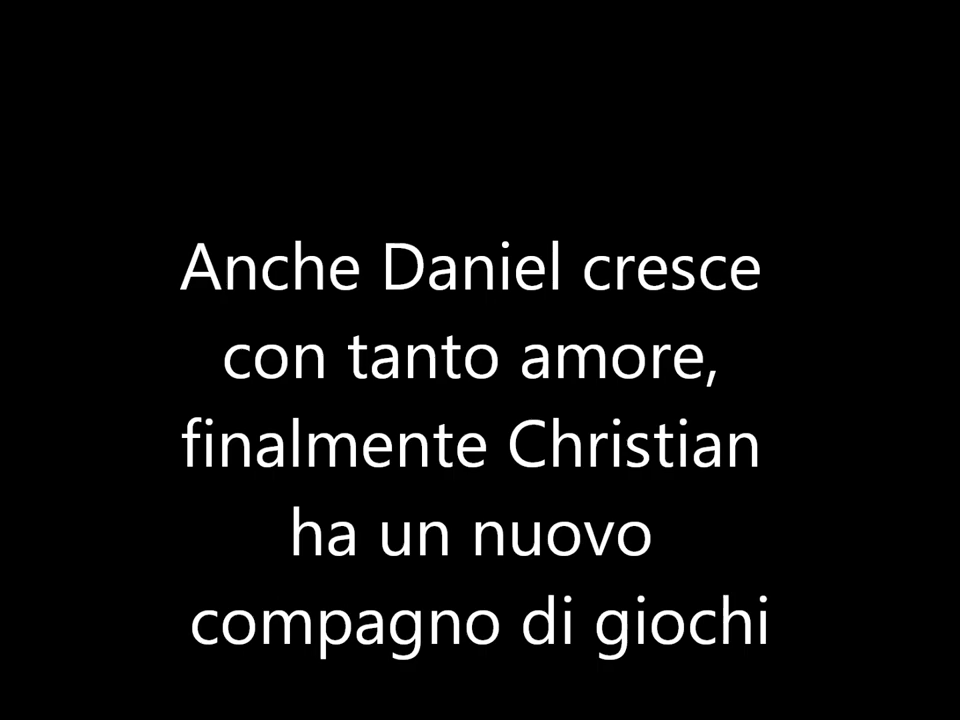 Anche Daniel cresce
con tanto amore,
finalmente Christian
ha un nuovo
compagno di giochi